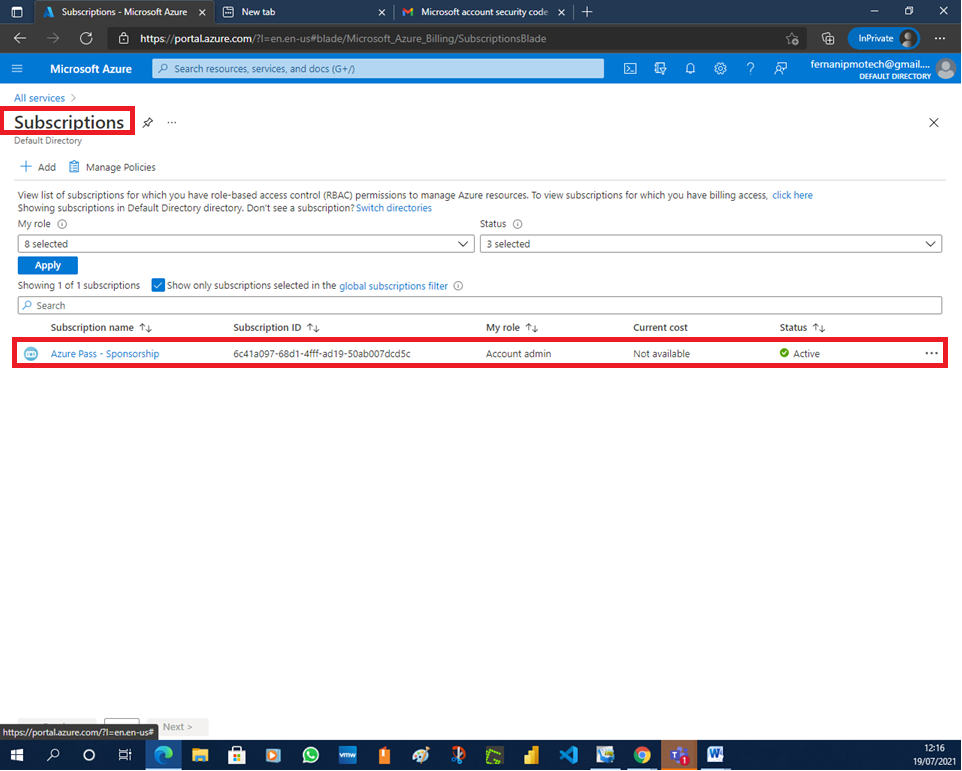 Subscriptions - Microsoft Azure
New tab
Microsoft account security code
https://portal.azure.com/?l=en.en-us#blade/Microsoft_Azure_Billing/SubscriptionsBlade
InPrivate
Microsoft Azure
Search resources, services, and docs (G+/)
fernanipmotech@gmail....
DEFAULT DIRECTORY
All services >
Subscriptions
Default Directory
Add
Manage Policies
View list of subscriptions for which you have role-based access control (RBAC) permissions to manage Azure resources. To view subscriptions for which you have billing access, click here
Showing subscriptions in Default Directory directory. Don't see a subscription? Switch directories
My role
Status
8 selected
3 selected
Apply
Showing 1 of 1 subscriptions
Show only subscriptions selected in the global subscriptions filter
Search
Subscription name ↑↓ Subscription ID ↑↓ My role ↑↓ Current cost Status ↑↓
Azure Pass - Sponsorship 6c41a097-68d1-4fff-ad19-50ab007dcd5c Account admin Not available Active
Next >
https://portal.azure.com/?l=en.en-us#
vmw
12:16
19/07/2021